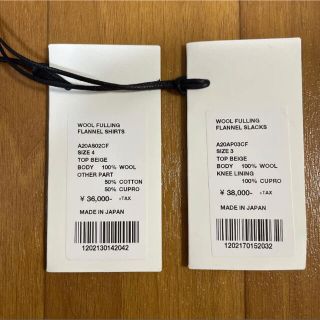 WOOL FULLING
FLANNEL SHIRTS
A20AS02CF
SIZE 4
TOP BEIGE
BODY 100% WOOL
OTHER PART
50% COTTON
50% CUPRO
¥ 36,000- +TAX
MADE IN JAPAN
1202130142042
WOOL FULLING
FLANNEL SLACKS
A20AP03CF
SIZE 3
TOP BEIGE
BODY 100% WOOL
KNEE LINING
100% CUPRO
¥ 38,000- +TAX
MADE IN JAPAN
1202170152032